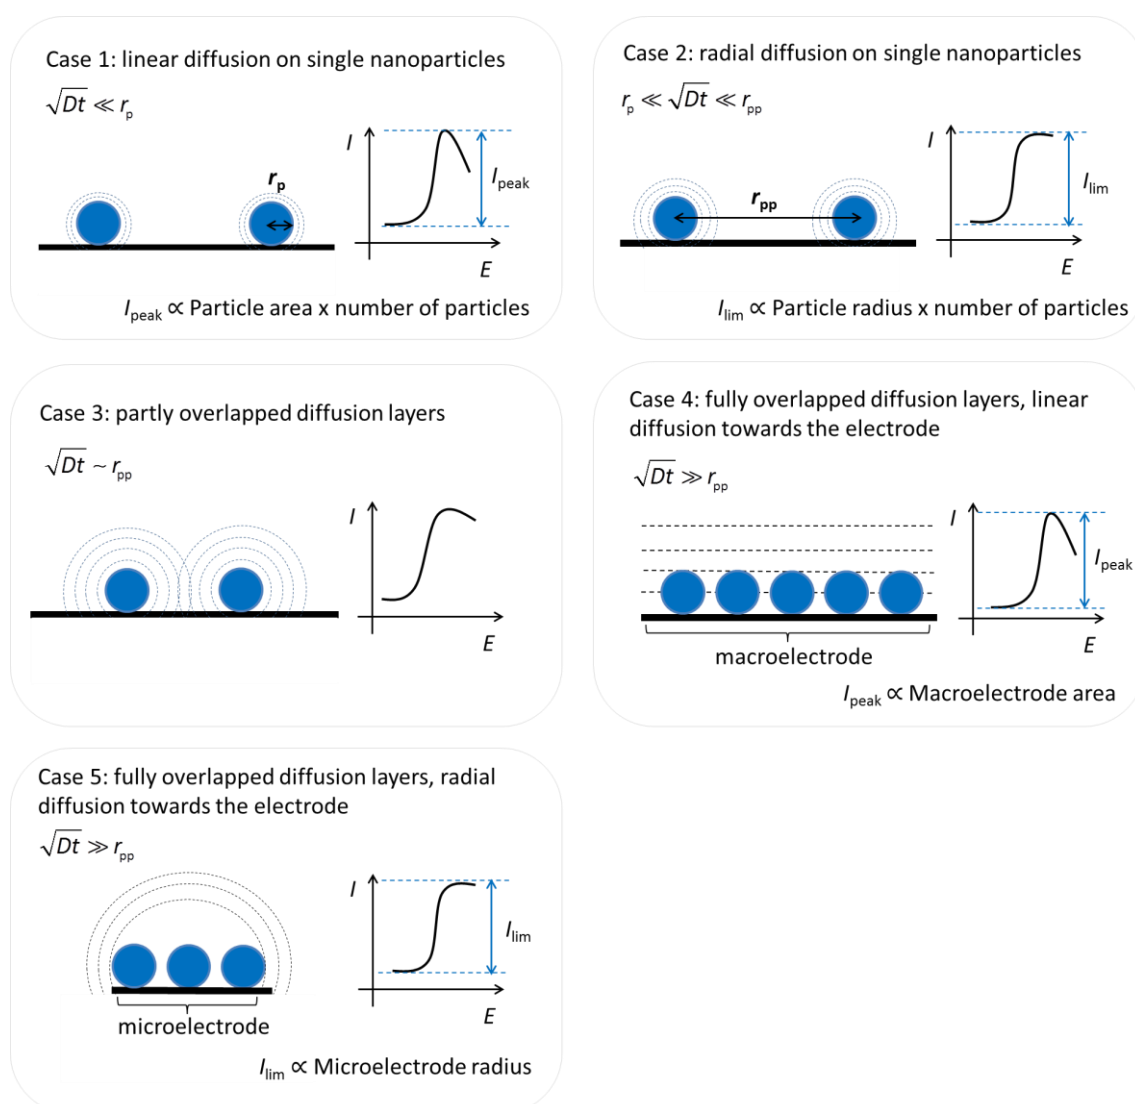 Case 1: linear diffusion on single nanoparticles
√Dt ≪ rp
I
rp
Ipeak
E
Ipeak ∝ Particle area x number of particles
Case 2: radial diffusion on single nanoparticles
rp ≪ √Dt ≪ rpp
I
rpp
Ilim
E
Ilim ∝ Particle radius x number of particles
Case 3: partly overlapped diffusion layers
√Dt ~ rpp
I
E
Case 4: fully overlapped diffusion layers, linear
diffusion towards the electrode
√Dt ≫ rpp
I
Ipeak
E
macroelectrode
Ipeak ∝ Macroelectrode area
Case 5: fully overlapped diffusion layers, radial
diffusion towards the electrode
√Dt ≫ rpp
I
Ilim
E
microelectrode
Ilim ∝ Microelectrode radius